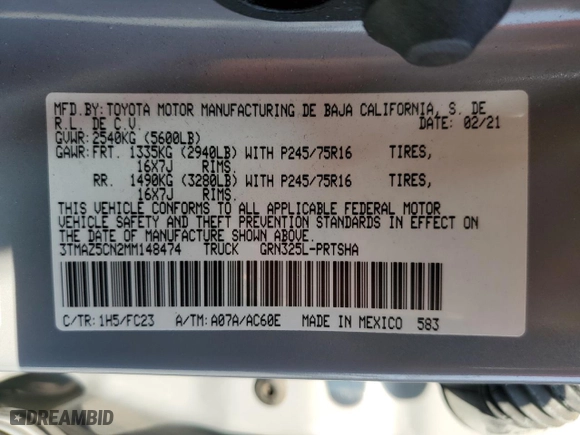 MFD.BY:TOYOTA MOTOR MANUFACTURING DE BAJA CALIFORNIA, S. DE
R.L. DE C.V. DATE: 02/21
GVWR:2540KG (5600LB)
GAWR:FRT. 1335KG (2940LB) WITH P245/75R16 TIRES,
16X7J RIMS.
RR. 1490KG (3280LB) WITH P245/75R16 TIRES,
16X7J RIMS.
THIS VEHICLE CONFORMS TO ALL APPLICABLE FEDERAL MOTOR
VEHICLE SAFETY AND THEFT PREVENTION STANDARDS IN EFFECT ON
THE DATE OF MANUFACTURE SHOWN ABOVE.
3TMAZ5CN2MM148474 TRUCK GRN325L-PRTSHA
C/TR: 1H5/FC23 A/TM: A07A/AC60E MADE IN MEXICO 583
DREAMBID